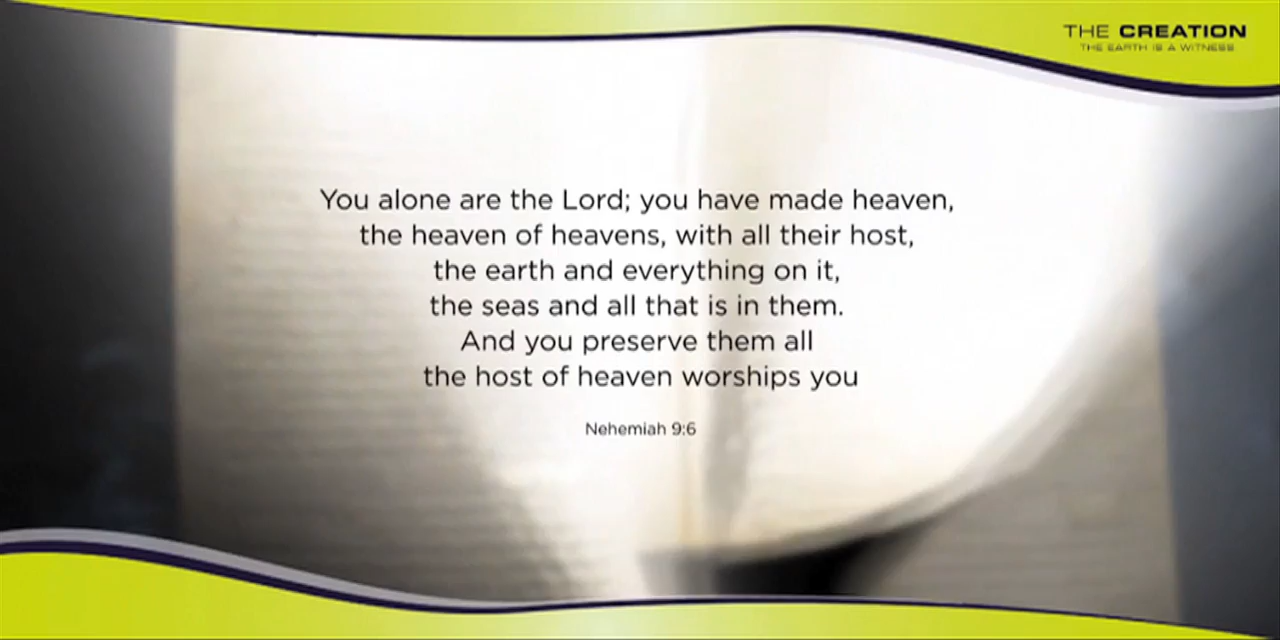 THE CREATION
THE EARTH IS A WITNESS
You alone are the Lord; you have made heaven,
the heaven of heavens, with all their host,
the earth and everything on it,
the seas and all that is in them.
And you preserve them all
the host of heaven worships you
Nehemiah 9:6